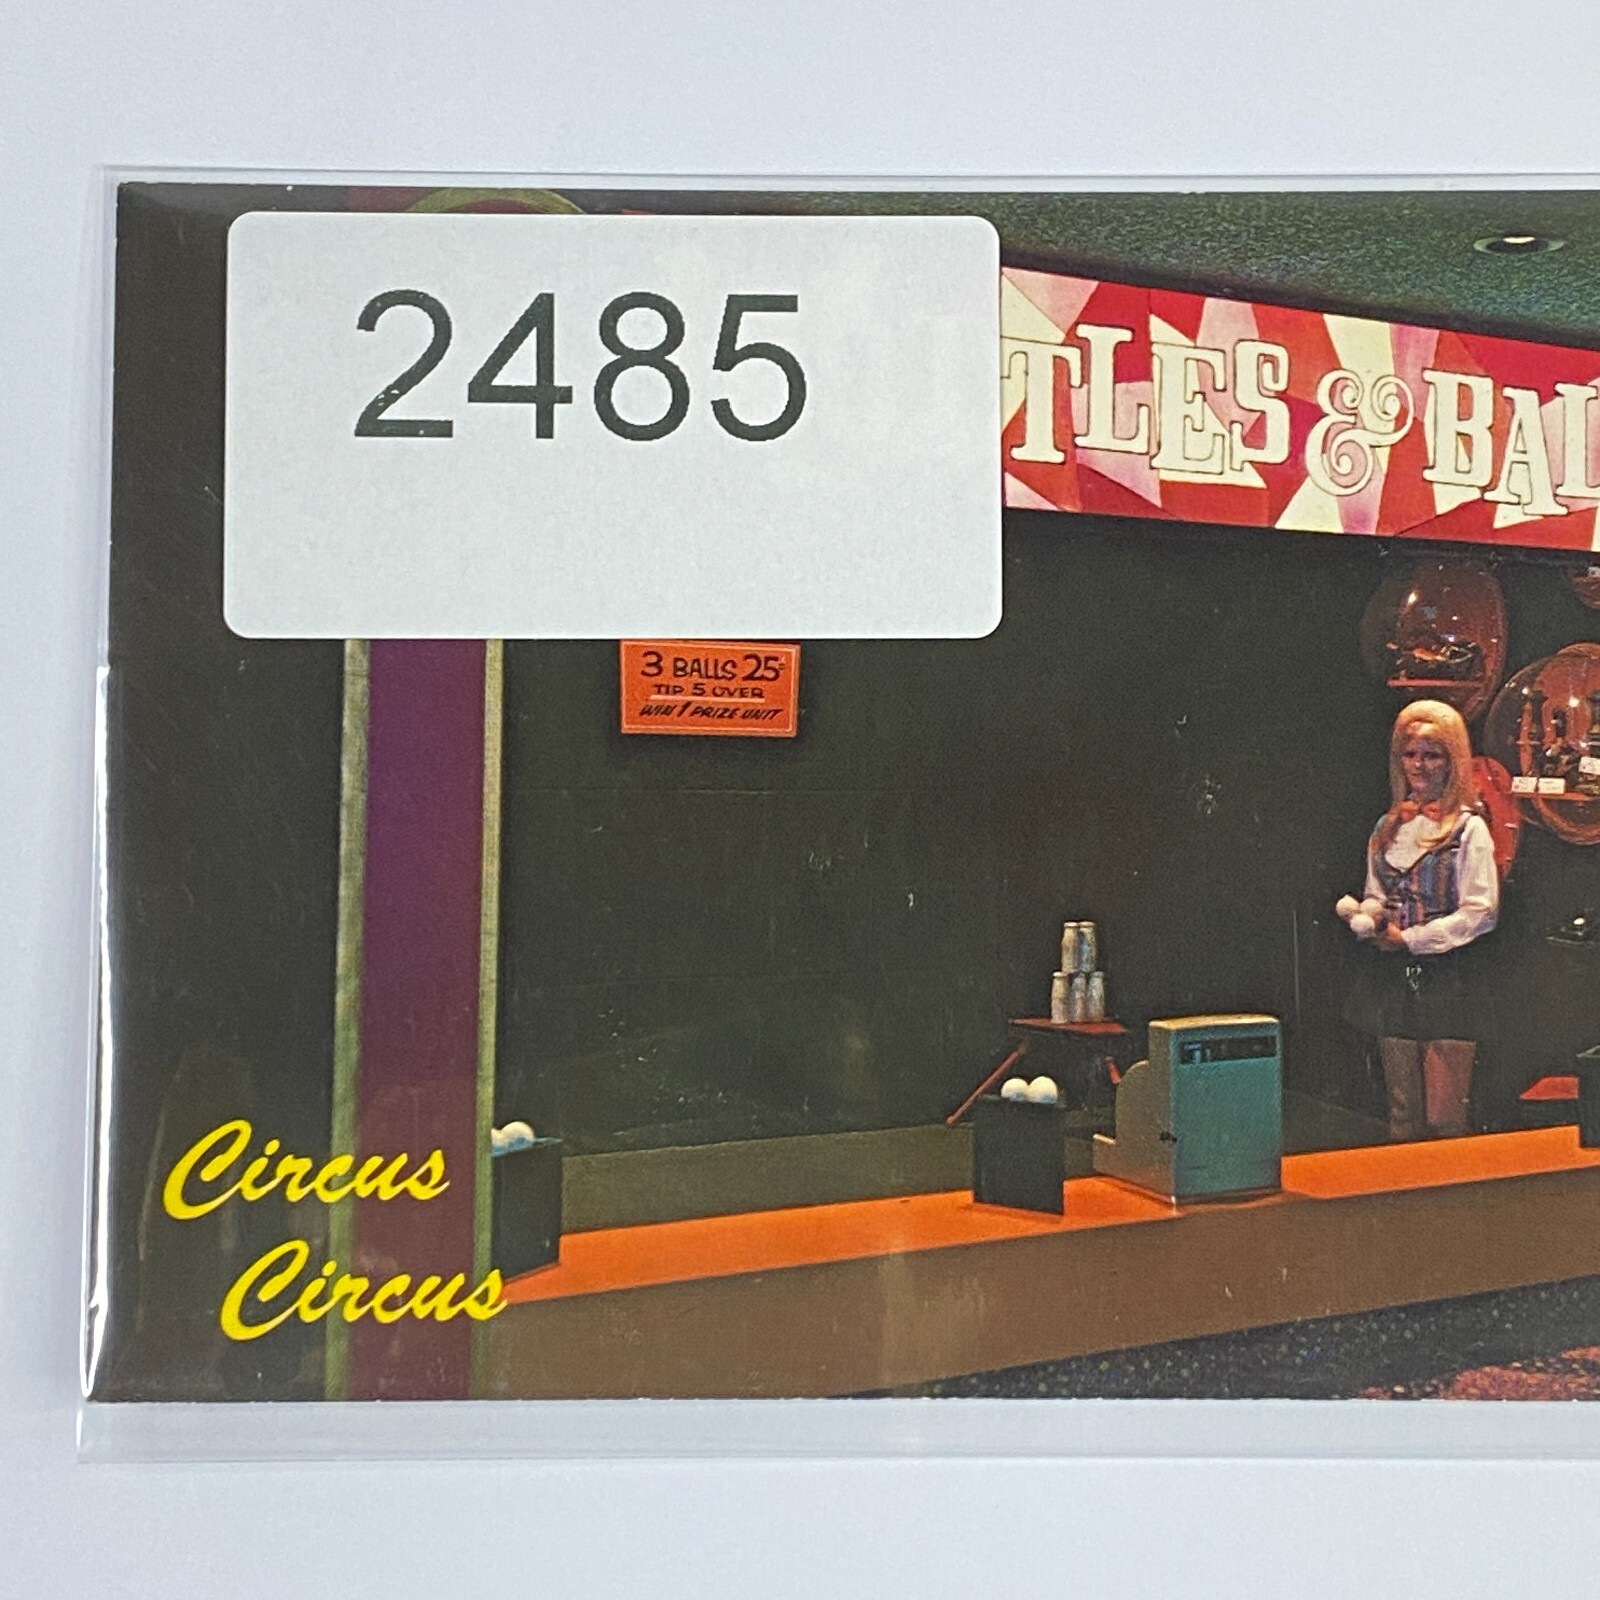 2485
TLES & BAL
3 BALLS 25¢
TIP 5 OVER
WIN 1 PRIZE UNIT
Circus
Circus